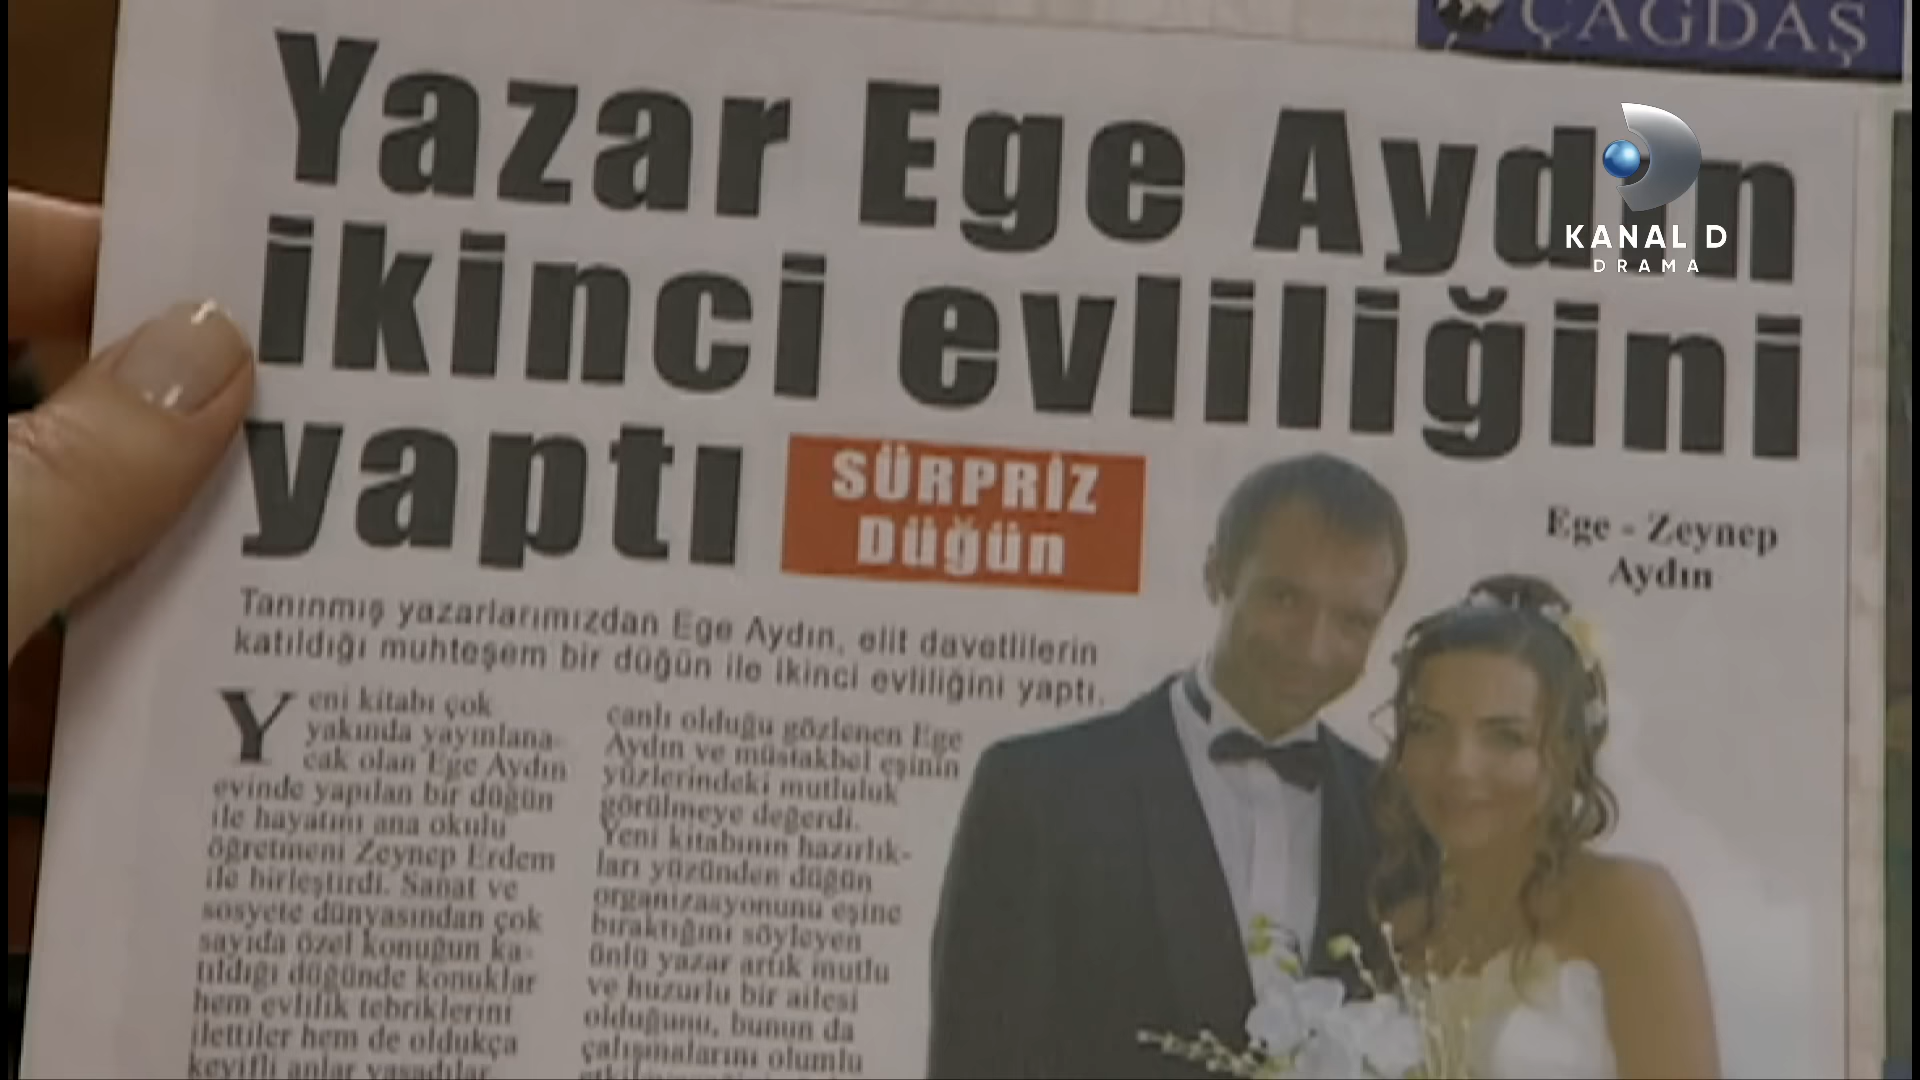 ÇAĞDAŞ
Yazar Ege Aydın
ikinci evliliğini
yaptı
SÜRPRİZ
Düğün
KANAL D
DRAMA
Ege - Zeynep
Aydın
Tanınmış yazarlarımızdan Ege Aydın, elit davetlilerin
katıldığı muhteşem bir düğün ile ikinci evliliğini yaptı.
Yeni kitabı çok
yakında yayınlana-
cak olan Ege Aydın
evinde yapılan bir düğün
ile hayatını ana okulu
öğretmeni Zeynep Erdem
ile birleştirdi. Sanat ve
sosyete dünyasından çok
sayıda özel konuğun ka-
tıldığı düğünde konuklar
hem evlilik tebriklerini
ilettiler hem de oldukça
keyifli anlar yaşadılar
canlı olduğu gözlenen Ege
Aydın ve müstakbel eşinin
yüzlerindeki mutluluk
görülmeye değerdi.
Yeni kitabının hazırlık-
ları yüzünden düğün
organizasyonunu eşine
bıraktığını söyleyen
ünlü yazar artık mutlu
ve huzurlu bir ailesi
olduğunu, bunun da
çalışmalarını olumlu